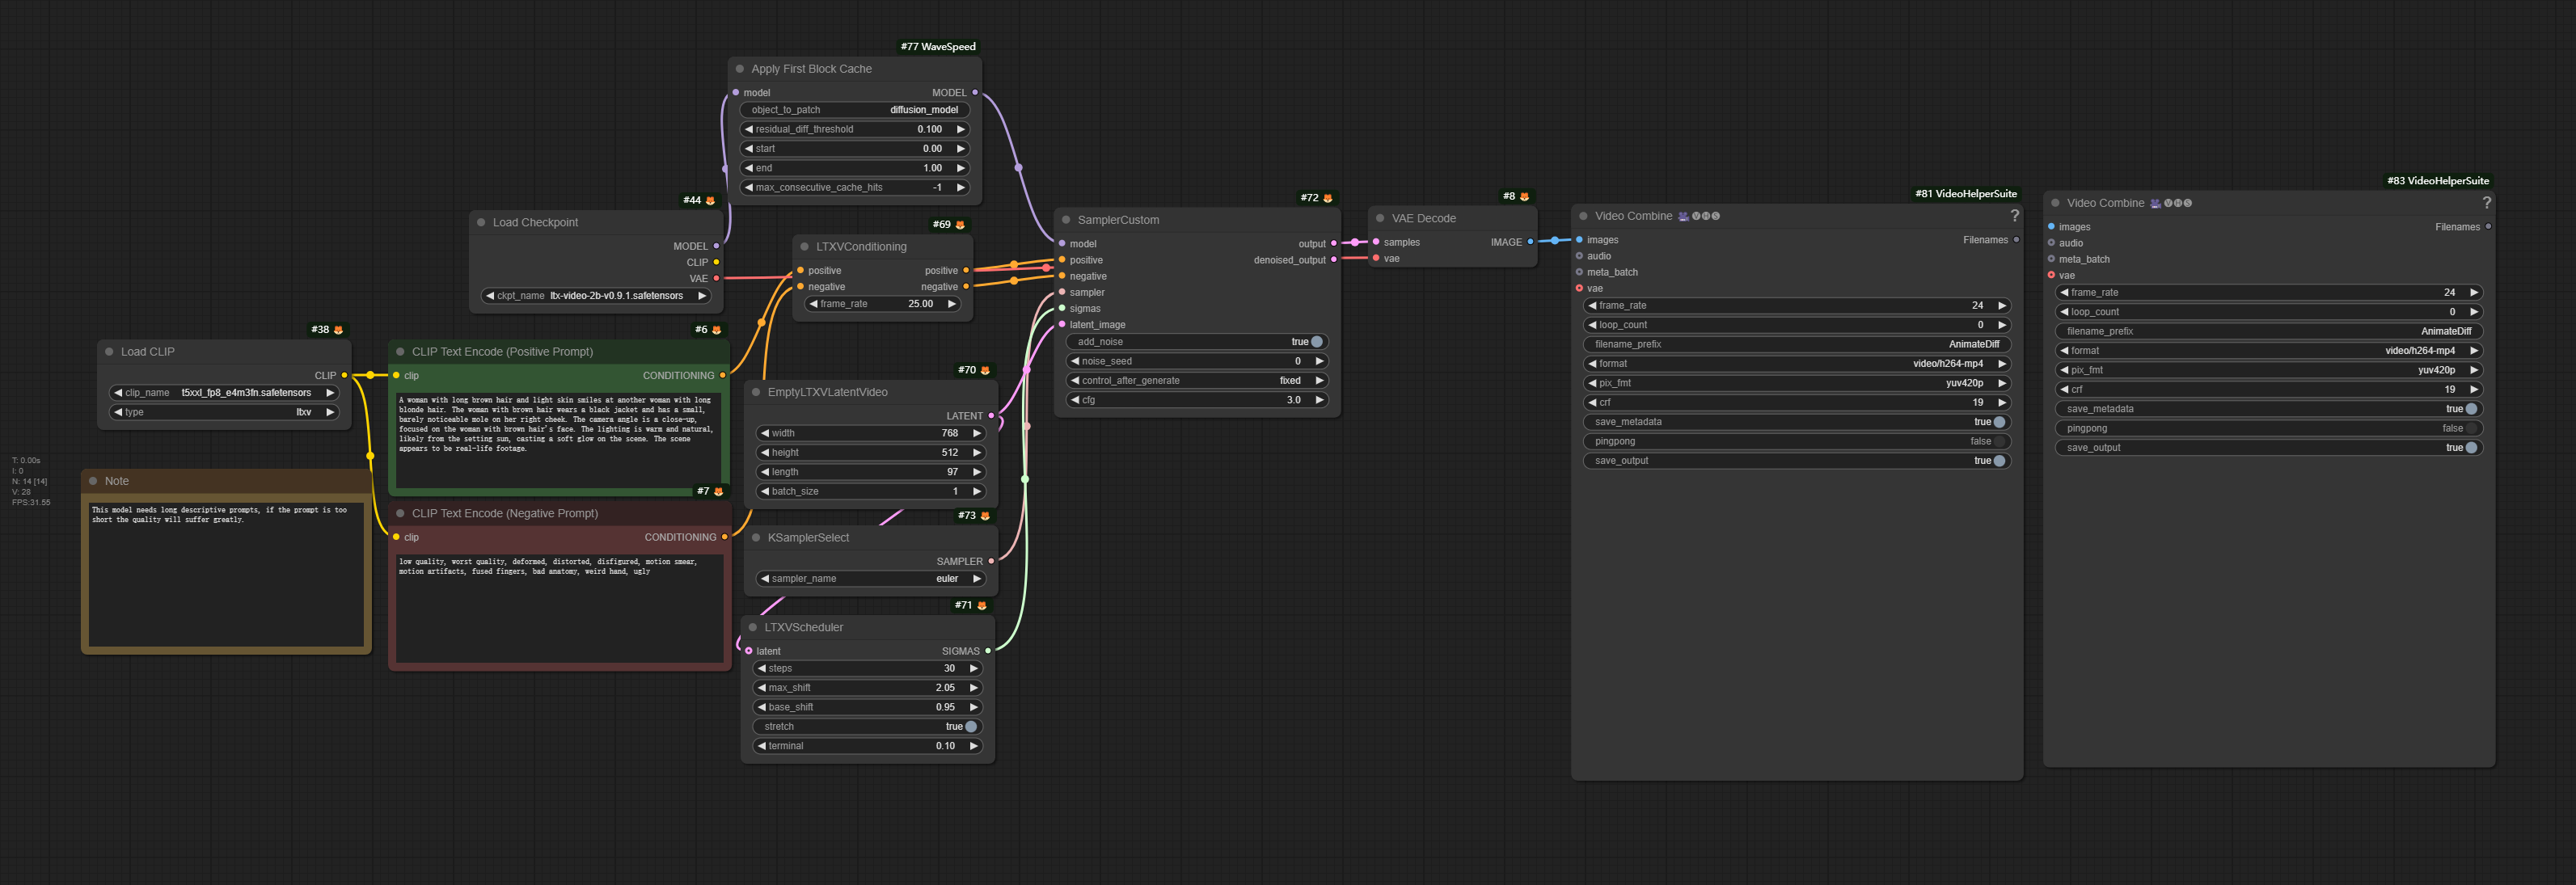 #77 WaveSpeed
Apply First Block Cache
model MODEL
object_to_patch diffusion_model
residual_diff_threshold 0.100
start 0.00
end 1.00
max_consecutive_cache_hits -1
#44
Load Checkpoint
MODEL
CLIP
VAE
ckpt_name ltx-video-2b-v0.9.1.safetensors
#69
LTXVConditioning
positive positive
negative negative
frame_rate 25.00
#38
Load CLIP
CLIP
clip_name t5xxl_fp8_e4m3fn.safetensors
type ltxv
#6
CLIP Text Encode (Positive Prompt)
clip CONDITIONING
A woman with long brown hair and light skin smiles at another woman with long
blonde hair. The woman with brown hair wears a black jacket and has a small,
barely noticeable mole on her right cheek. The camera angle is a close-up,
focused on the woman with brown hair's face. The lighting is warm and natural,
likely from the setting sun, casting a soft glow on the scene. The scene
appears to be real-life footage.
T: 0.00s
I: 0
N: 14 [14]
V: 28
FPS:31.55
Note
This model needs long descriptive prompts, if the prompt is too
short the quality will suffer greatly.
#7
CLIP Text Encode (Negative Prompt)
clip CONDITIONING
low quality, worst quality, deformed, distorted, disfigured, motion smear,
motion artifacts, fused fingers, bad anatomy, weird hand, ugly
#70
EmptyLTXVLatentVideo
LATENT
width 768
height 512
length 97
batch_size 1
#73
KSamplerSelect
SAMPLER
sampler_name euler
#71
LTXVScheduler
latent SIGMAS
steps 30
max_shift 2.05
base_shift 0.95
stretch true
terminal 0.10
#72
SamplerCustom
model output
positive denoised_output
negative
sampler
sigmas
latent_image
add_noise true
noise_seed 0
control_after_generate fixed
cfg 3.0
#8
VAE Decode
samples IMAGE
vae
#81 VideoHelperSuite
Video Combine 🎥🅥🅗🅢 ?
images Filenames
audio
meta_batch
vae
frame_rate 24
loop_count 0
filename_prefix AnimateDiff
format video/h264-mp4
pix_fmt yuv420p
crf 19
save_metadata true
pingpong false
save_output true
#83 VideoHelperSuite
Video Combine 🎥🅥🅗🅢 ?
images Filenames
audio
meta_batch
vae
frame_rate 24
loop_count 0
filename_prefix AnimateDiff
format video/h264-mp4
pix_fmt yuv420p
crf 19
save_metadata true
pingpong false
save_output true